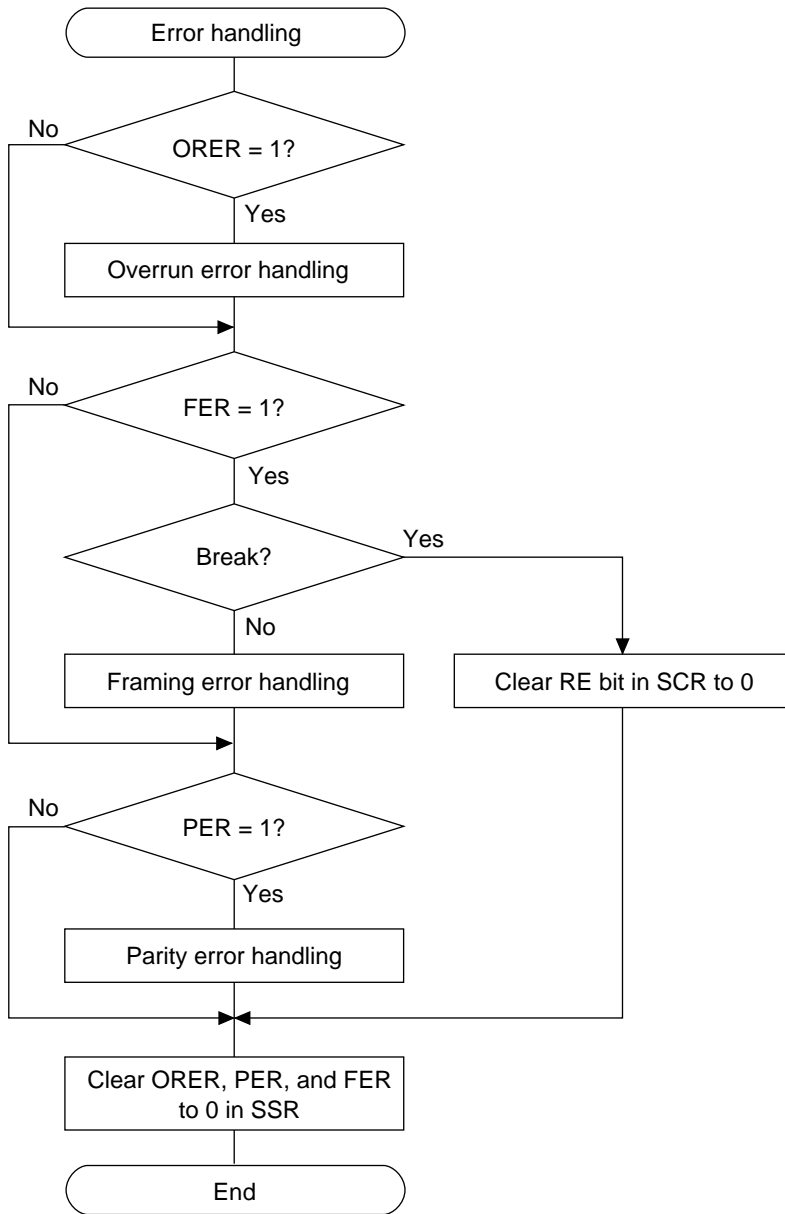 Error handling
No
ORER = 1?
Yes
Overrun error handling
No
FER = 1?
Yes
Break?
Yes
No
Framing error handling
Clear RE bit in SCR to 0
No
PER = 1?
Yes
Parity error handling
Clear ORER, PER, and FER
to 0 in SSR
End